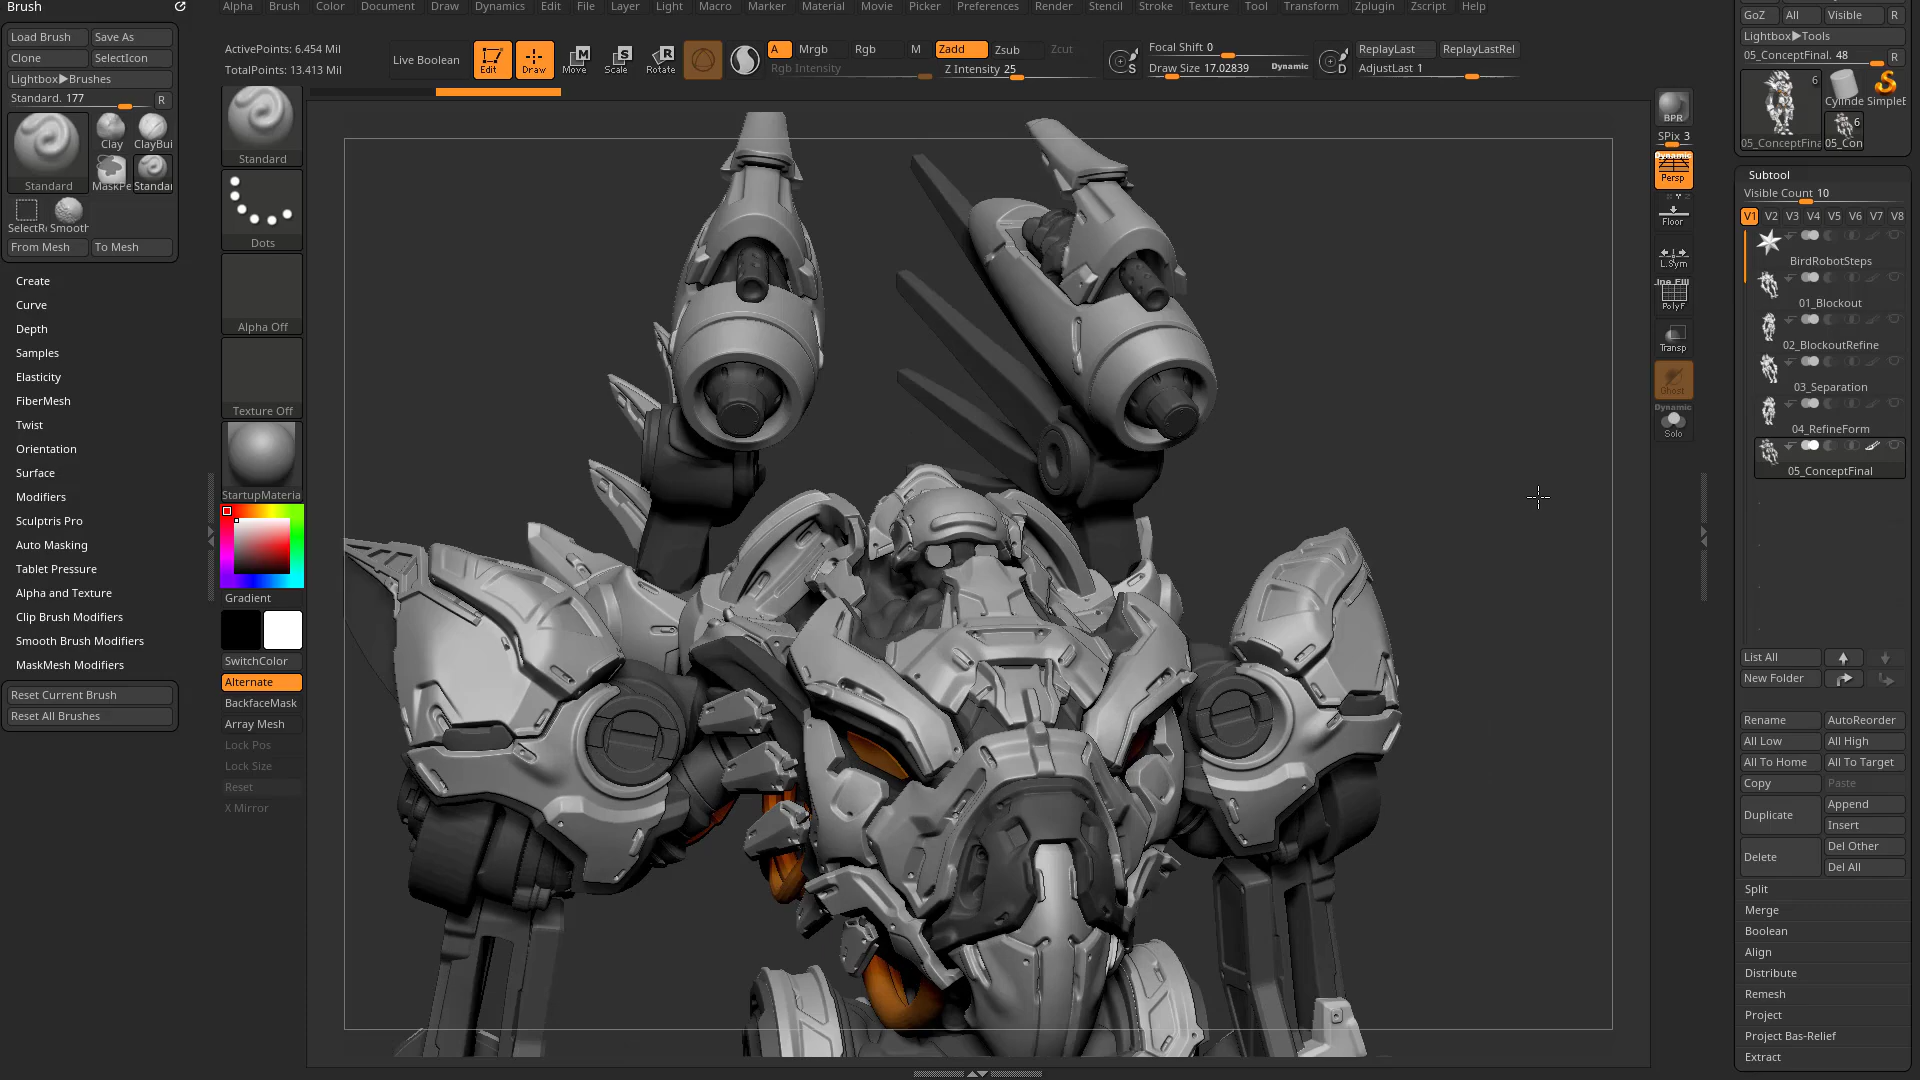 Brush
Load Brush
Save As
Clone
SelectIcon
Lightbox▶Brushes
Standard. 177
R
Standard
Clay
ClayBui
MaskPe
Standar
SelectRe
Smooth
From Mesh
To Mesh
Create
Curve
Depth
Samples
Elasticity
FiberMesh
Twist
Orientation
Surface
Modifiers
Sculptris Pro
Auto Masking
Tablet Pressure
Alpha and Texture
Clip Brush Modifiers
Smooth Brush Modifiers
MaskMesh Modifiers
Reset Current Brush
Reset All Brushes
Alpha Brush Color Document Draw Dynamics Edit File Layer Light Macro Marker Material Movie Picker Preferences Render Stencil Stroke Texture Tool Transform Zplugin Zscript Help
ActivePoints: 6.454 Mil
TotalPoints: 13.413 Mil
Live Boolean
Edit
Draw
Move
Scale
Rotate
A
Mrgb
Rgb
M
Rgb Intensity
Zadd
Zsub
Zcut
Z Intensity 25
S
Focal Shift 0
Draw Size 17.02839
Dynamic
D
ReplayLast
ReplayLastRel
AdjustLast 1
Standard
Dots
Alpha Off
Texture Off
StartupMateria
Gradient
SwitchColor
Alternate
BackfaceMask
Array Mesh
Lock Pos
Lock Size
Reset
X Mirror
BPR
SPix 3
Dynamic
Persp
Floor
L.Sym
Line Fill
PolyF
Transp
Ghost
Dynamic
Solo
GoZ
All
Visible
R
Lightbox▶Tools
05_ConceptFinal. 48
R
6
05_ConceptFina
Cylinde
SimpleB
6
05_Con
Subtool
Visible Count 10
V1 V2 V3 V4 V5 V6 V7 V8
BirdRobotSteps
01_Blockout
02_BlockoutRefine
03_Separation
04_RefineForm
05_ConceptFinal
List All
New Folder
Rename
AutoReorder
All Low
All High
All To Home
All To Target
Copy
Paste
Duplicate
Append
Insert
Delete
Del Other
Del All
Split
Merge
Boolean
Align
Distribute
Remesh
Project
Project Bas-Relief
Extract